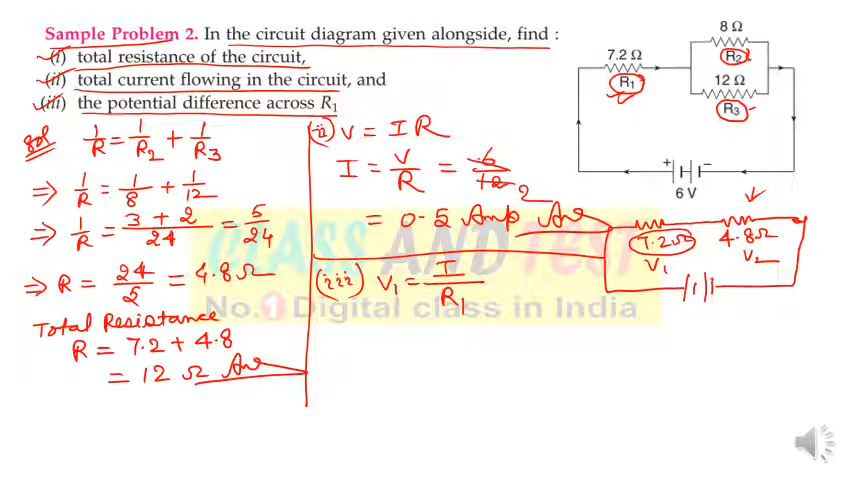 Sample Problem 2. In the circuit diagram given alongside, find :
(i) total resistance of the circuit,
(ii) total current flowing in the circuit, and
(iii) the potential difference across R₁
8 Ω
R₂
7.2 Ω
R₁
12 Ω
R₃
+ −
6 V
Sol
1/R = 1/R₂ + 1/R₃
⇒ 1/R = 1/8 + 1/12
⇒ 1/R = (3 + 2)/24 = 5/24
⇒ R = 24/5 = 4.8Ω
Total Resistance
R = 7.2 + 4.8
= 12 Ω Ans
(ii) V = IR
I = V/R = 6/12 2
= 0.5 Amp Ans
(iii) V₁ = I/R₁
7.2Ω 4.8Ω
V₁ V₂
CLASS AND TEST
No.1 Digital class in India